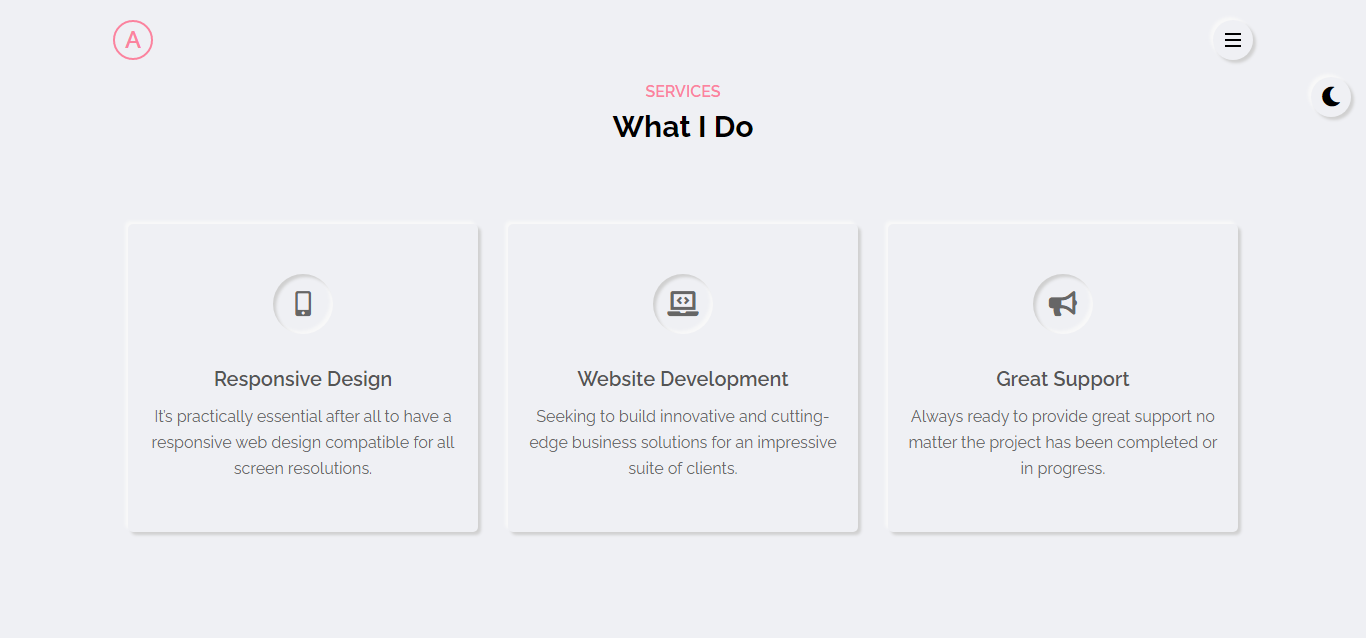 A
SERVICES
What I Do
Responsive Design
It's practically essential after all to have a
responsive web design compatible for all
screen resolutions.
Website Development
Seeking to build innovative and cutting-
edge business solutions for an impressive
suite of clients.
Great Support
Always ready to provide great support no
matter the project has been completed or
in progress.